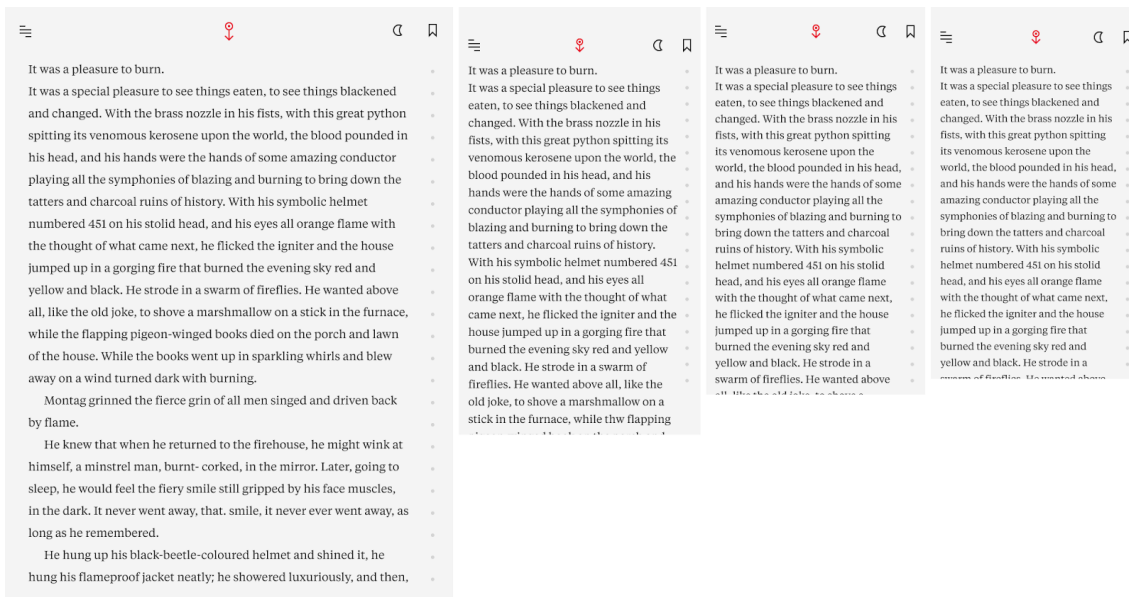 It was a pleasure to burn.
It was a special pleasure to see things eaten, to see things blackened
and changed. With the brass nozzle in his fists, with this great python
spitting its venomous kerosene upon the world, the blood pounded in
his head, and his hands were the hands of some amazing conductor
playing all the symphonies of blazing and burning to bring down the
tatters and charcoal ruins of history. With his symbolic helmet
numbered 451 on his stolid head, and his eyes all orange flame with
the thought of what came next, he flicked the igniter and the house
jumped up in a gorging fire that burned the evening sky red and
yellow and black. He strode in a swarm of fireflies. He wanted above
all, like the old joke, to shove a marshmallow on a stick in the furnace,
while the flapping pigeon-winged books died on the porch and lawn
of the house. While the books went up in sparkling whirls and blew
away on a wind turned dark with burning.
Montag grinned the fierce grin of all men singed and driven back
by flame.
He knew that when he returned to the firehouse, he might wink at
himself, a minstrel man, burnt- corked, in the mirror. Later, going to
sleep, he would feel the fiery smile still gripped by his face muscles,
in the dark. It never went away, that. smile, it never ever went away, as
long as he remembered.
He hung up his black-beetle-coloured helmet and shined it, he
hung his flameproof jacket neatly; he showered luxuriously, and then,
It was a pleasure to burn.
It was a special pleasure to see things
eaten, to see things blackened and
changed. With the brass nozzle in his
fists, with this great python spitting its
venomous kerosene upon the world, the
blood pounded in his head, and his
hands were the hands of some amazing
conductor playing all the symphonies of
blazing and burning to bring down the
tatters and charcoal ruins of history.
With his symbolic helmet numbered 451
on his stolid head, and his eyes all
orange flame with the thought of what
came next, he flicked the igniter and the
house jumped up in a gorging fire that
burned the evening sky red and yellow
and black. He strode in a swarm of
fireflies. He wanted above all, like the
old joke, to shove a marshmallow on a
stick in the furnace, while thw flapping
It was a pleasure to burn.
It was a special pleasure to see things
eaten, to see things blackened and
changed. With the brass nozzle in his
fists, with this great python spitting
its venomous kerosene upon the
world, the blood pounded in his head,
and his hands were the hands of some
amazing conductor playing all the
symphonies of blazing and burning to
bring down the tatters and charcoal
ruins of history. With his symbolic
helmet numbered 451 on his stolid
head, and his eyes all orange flame
with the thought of what came next,
he flicked the igniter and the house
jumped up in a gorging fire that
burned the evening sky red and
yellow and black. He strode in a
swarm of fireflies. He wanted above
all, like the old joke, to shove a
It was a pleasure to burn.
It was a special pleasure to see things
eaten, to see things blackened and
changed. With the brass nozzle in his
fists, with this great python spitting
its venomous kerosene upon the
world, the blood pounded in his head,
and his hands were the hands of some
amazing conductor playing all the
symphonies of blazing and burning to
bring down the tatters and charcoal
ruins of history. With his symbolic
helmet numbered 451 on his stolid
head, and his eyes all orange flame
with the thought of what came next,
he flicked the igniter and the house
jumped up in a gorging fire that
burned the evening sky red and
yellow and black. He strode in a
swarm of fireflies. He wanted above